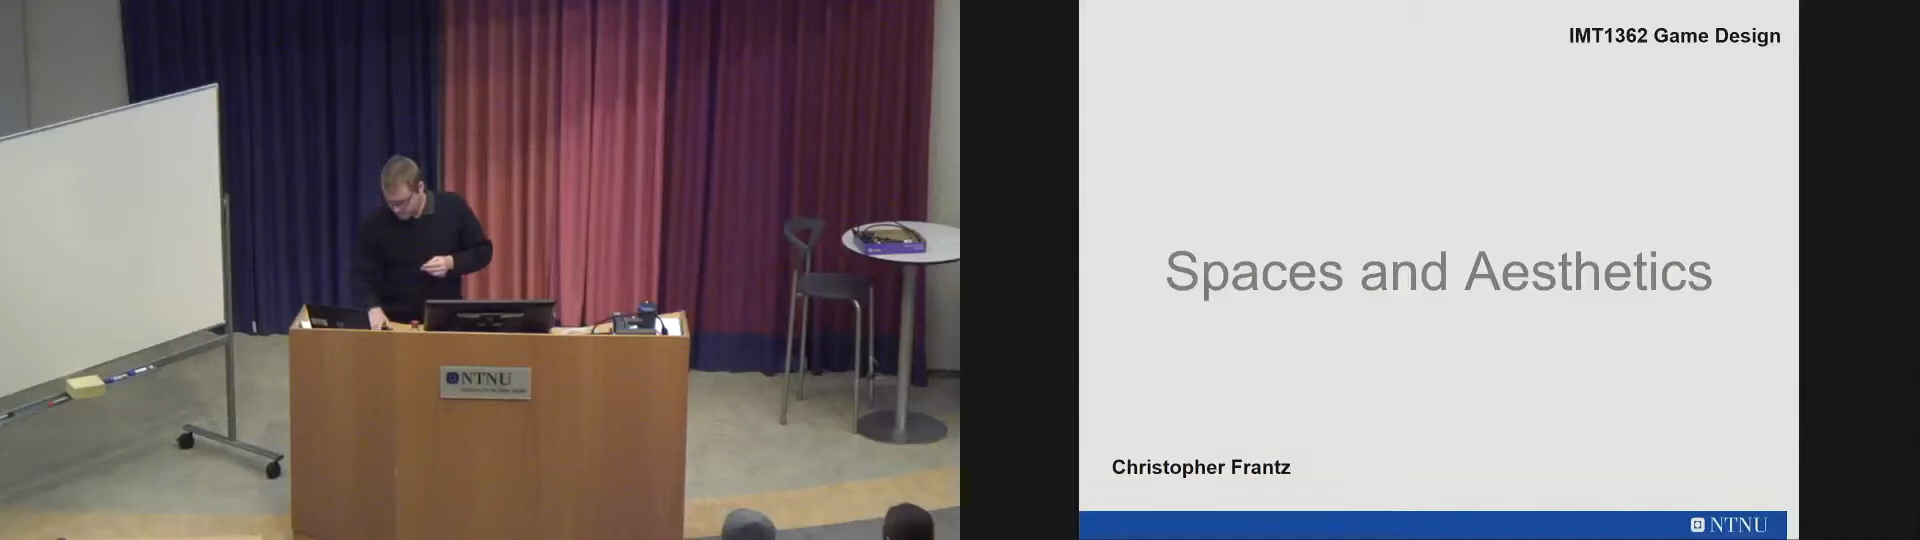 NTNU
IMT1362 Game Design
Spaces and Aesthetics
Christopher Frantz
NTNU